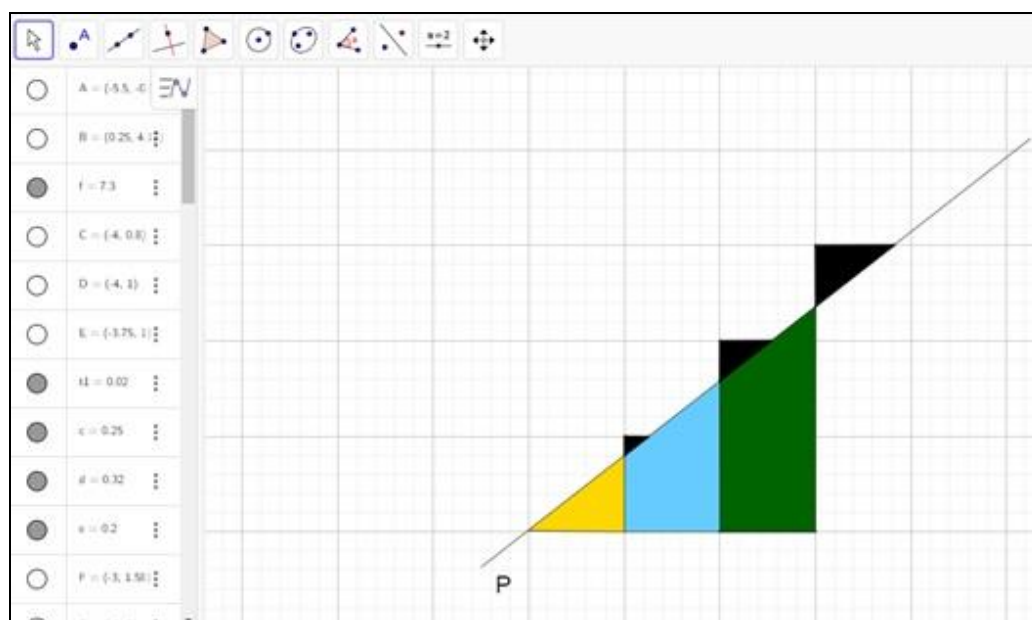 A
a=2
A = (-5.5, -0
B = (0.25, 4.
f = 7.3
C = (-4, 0.8)
D = (-4, 1)
E = (-3.75, 1)
t1 = 0.02
c = 0.25
d = 0.32
e = 0.2
F = (-3, 1.58)
P